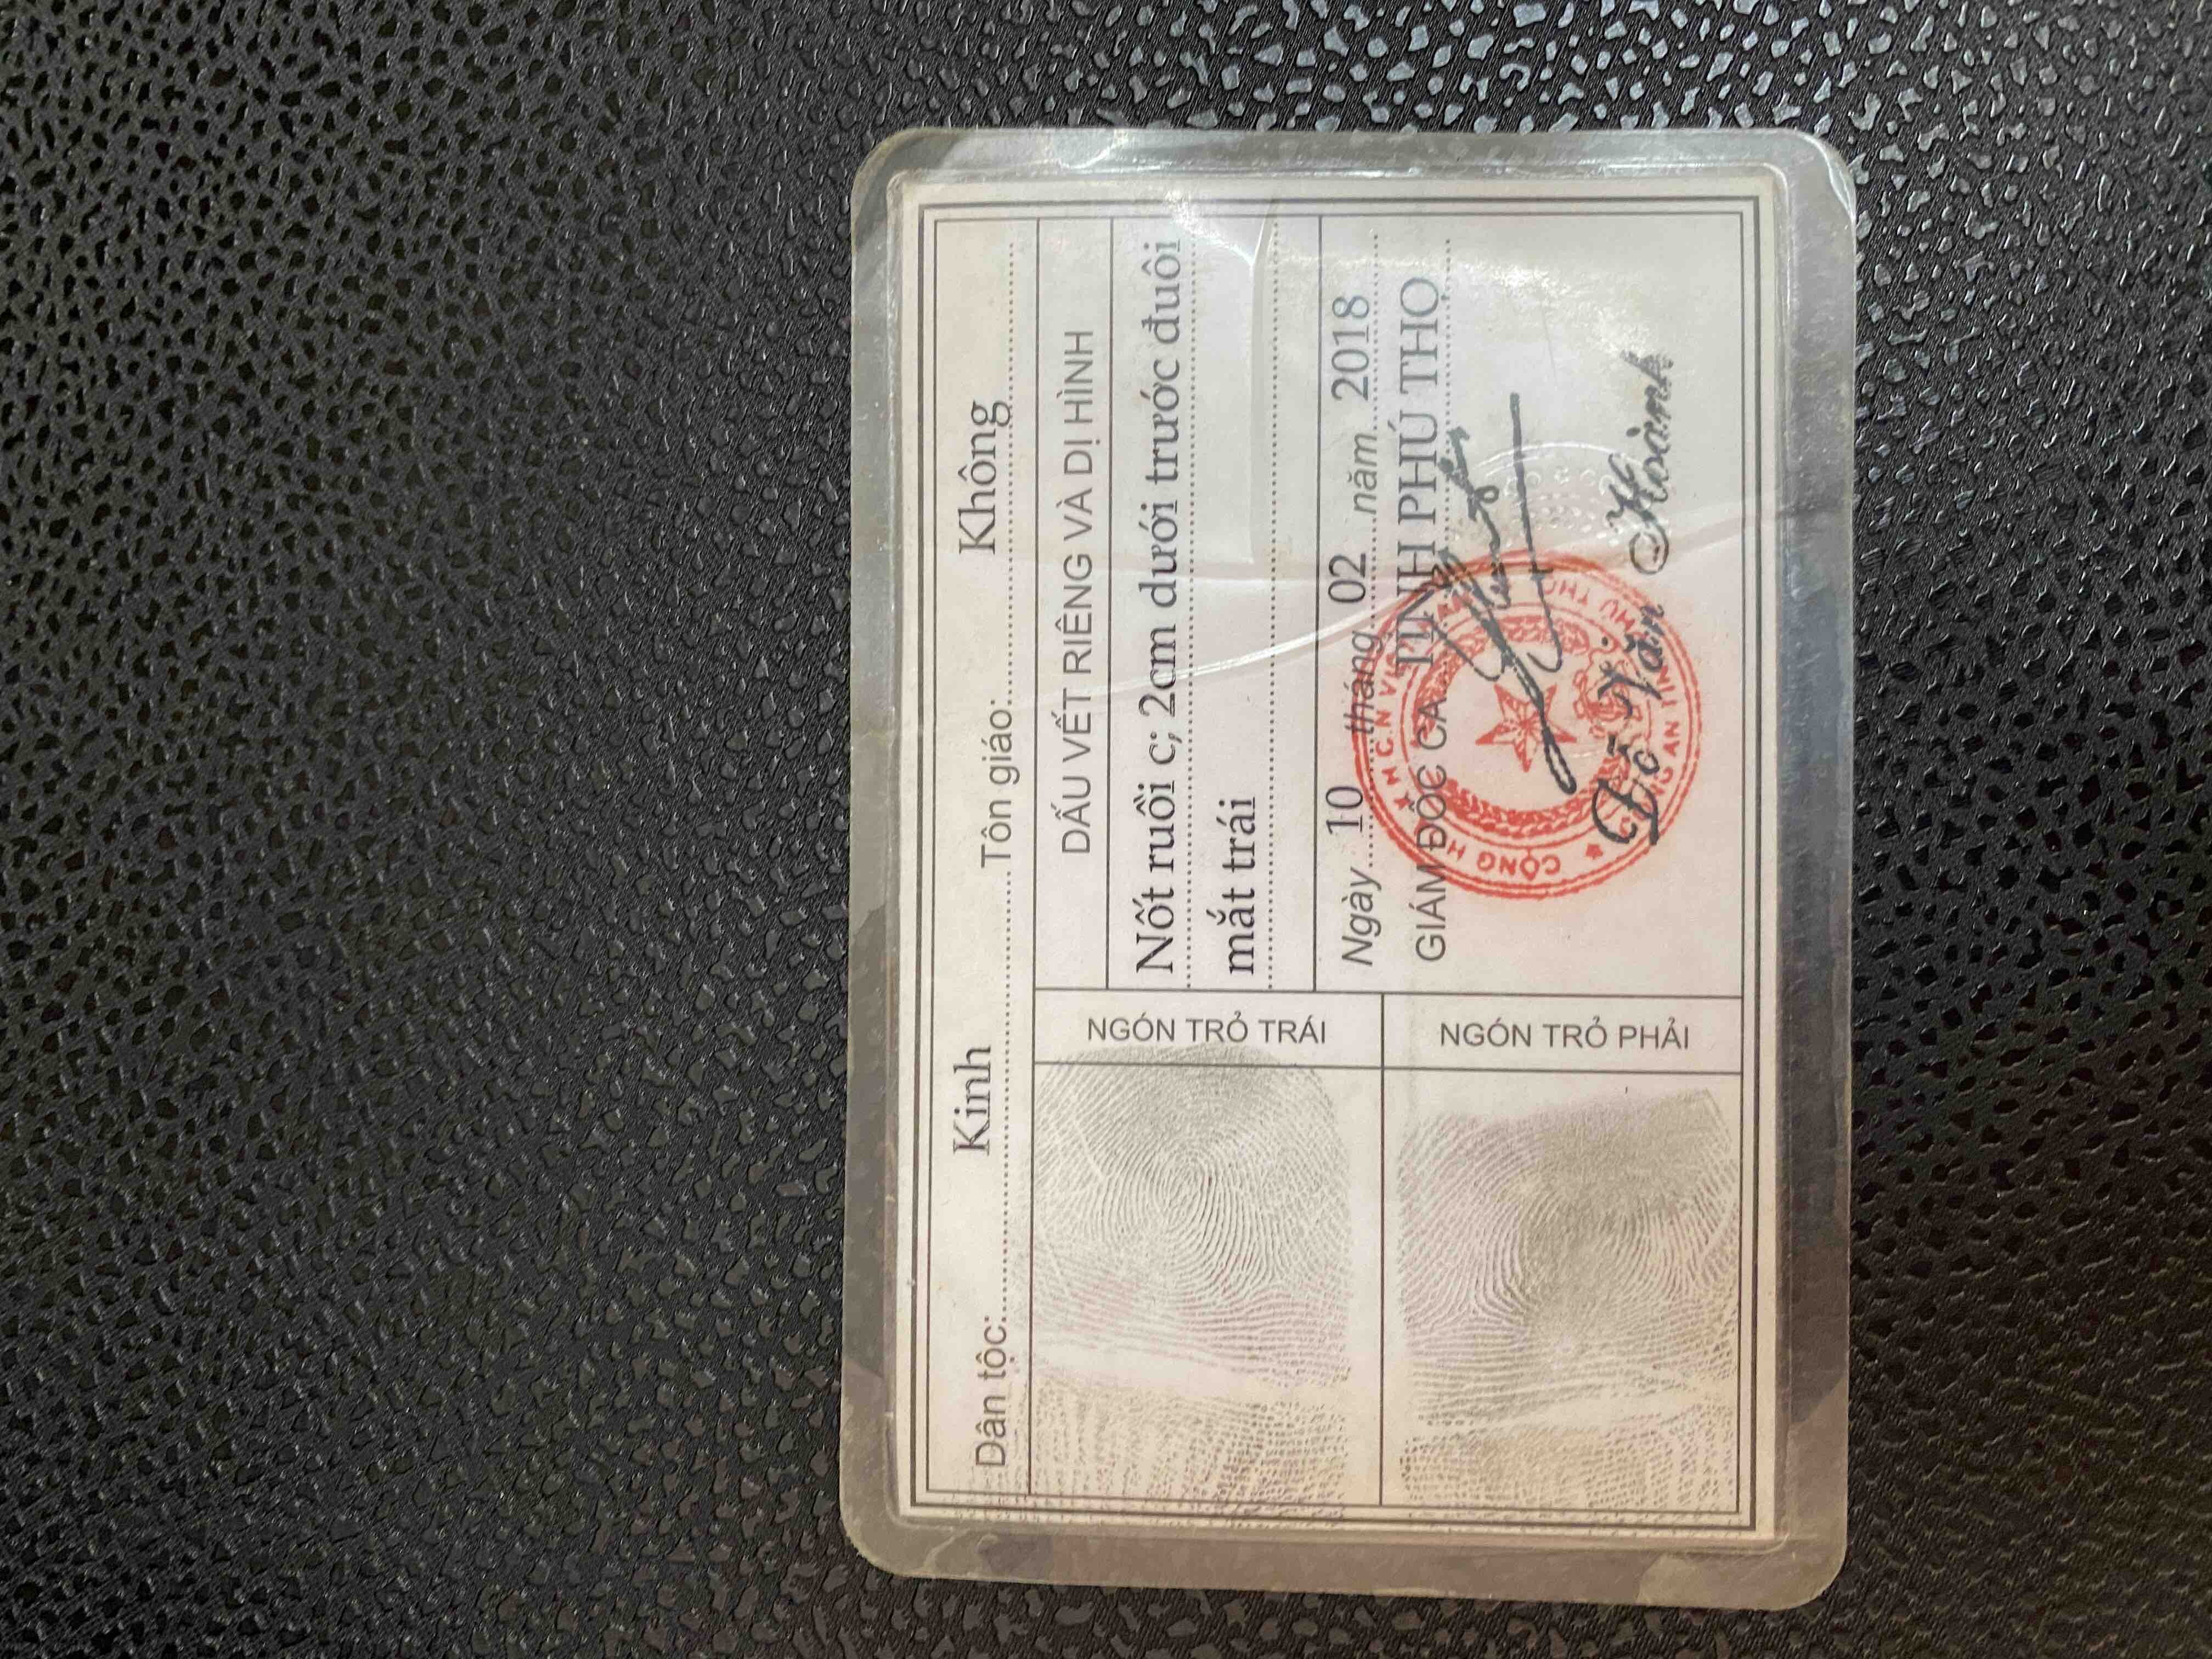 Dân tộc: Kinh Tôn giáo: Không
DẤU VẾT RIÊNG VÀ DỊ HÌNH
Nốt ruồi c; 2cm dưới trước đuôi
mắt trái
NGÓN TRỎ TRÁI
NGÓN TRỎ PHẢI
Ngày 10 tháng 02 năm 2018
GIÁM ĐỐC CA TỈNH PHÚ THỌ
Đỗ Văn Hoành